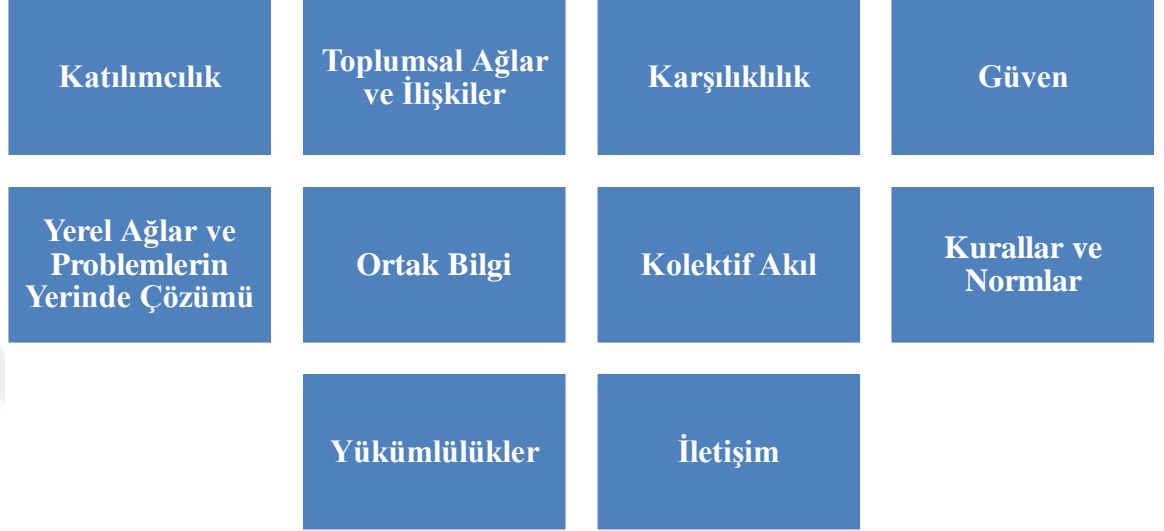 Katılımcılık
Toplumsal Ağlar
ve İlişkiler
Karşılıklılık
Güven
Yerel Ağlar ve
Problemlerin
Yerinde Çözümü
Ortak Bilgi
Kolektif Akıl
Kurallar ve
Normlar
Yükümlülükler
İletişim